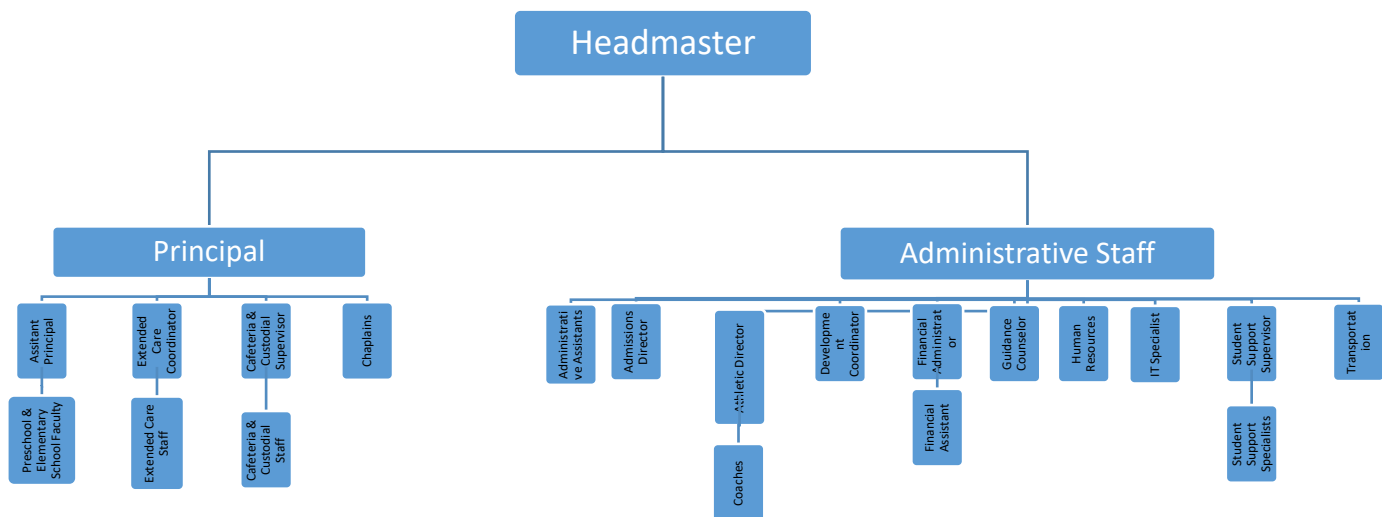 Headmaster
Principal
Administrative Staff
Assitant
Principal
Extended
Care
Coordinator
Cafeteria &
Custodial
Supervisor
Chaplains
Administrati
ve Assistants
Admissions
Director
Athletic Director
Developme
nt
Coordinator
Financial
Administrat
or
Guidance
Counselor
Human
Resources
IT Specialist
Student
Support
Supervisor
Transportat
ion
Preschool &
Elementary
School Faculty
Extended Care
Staff
Cafeteria &
Custodial
Staff
Coaches
Financial
Assistant
Student
Support
Specialists